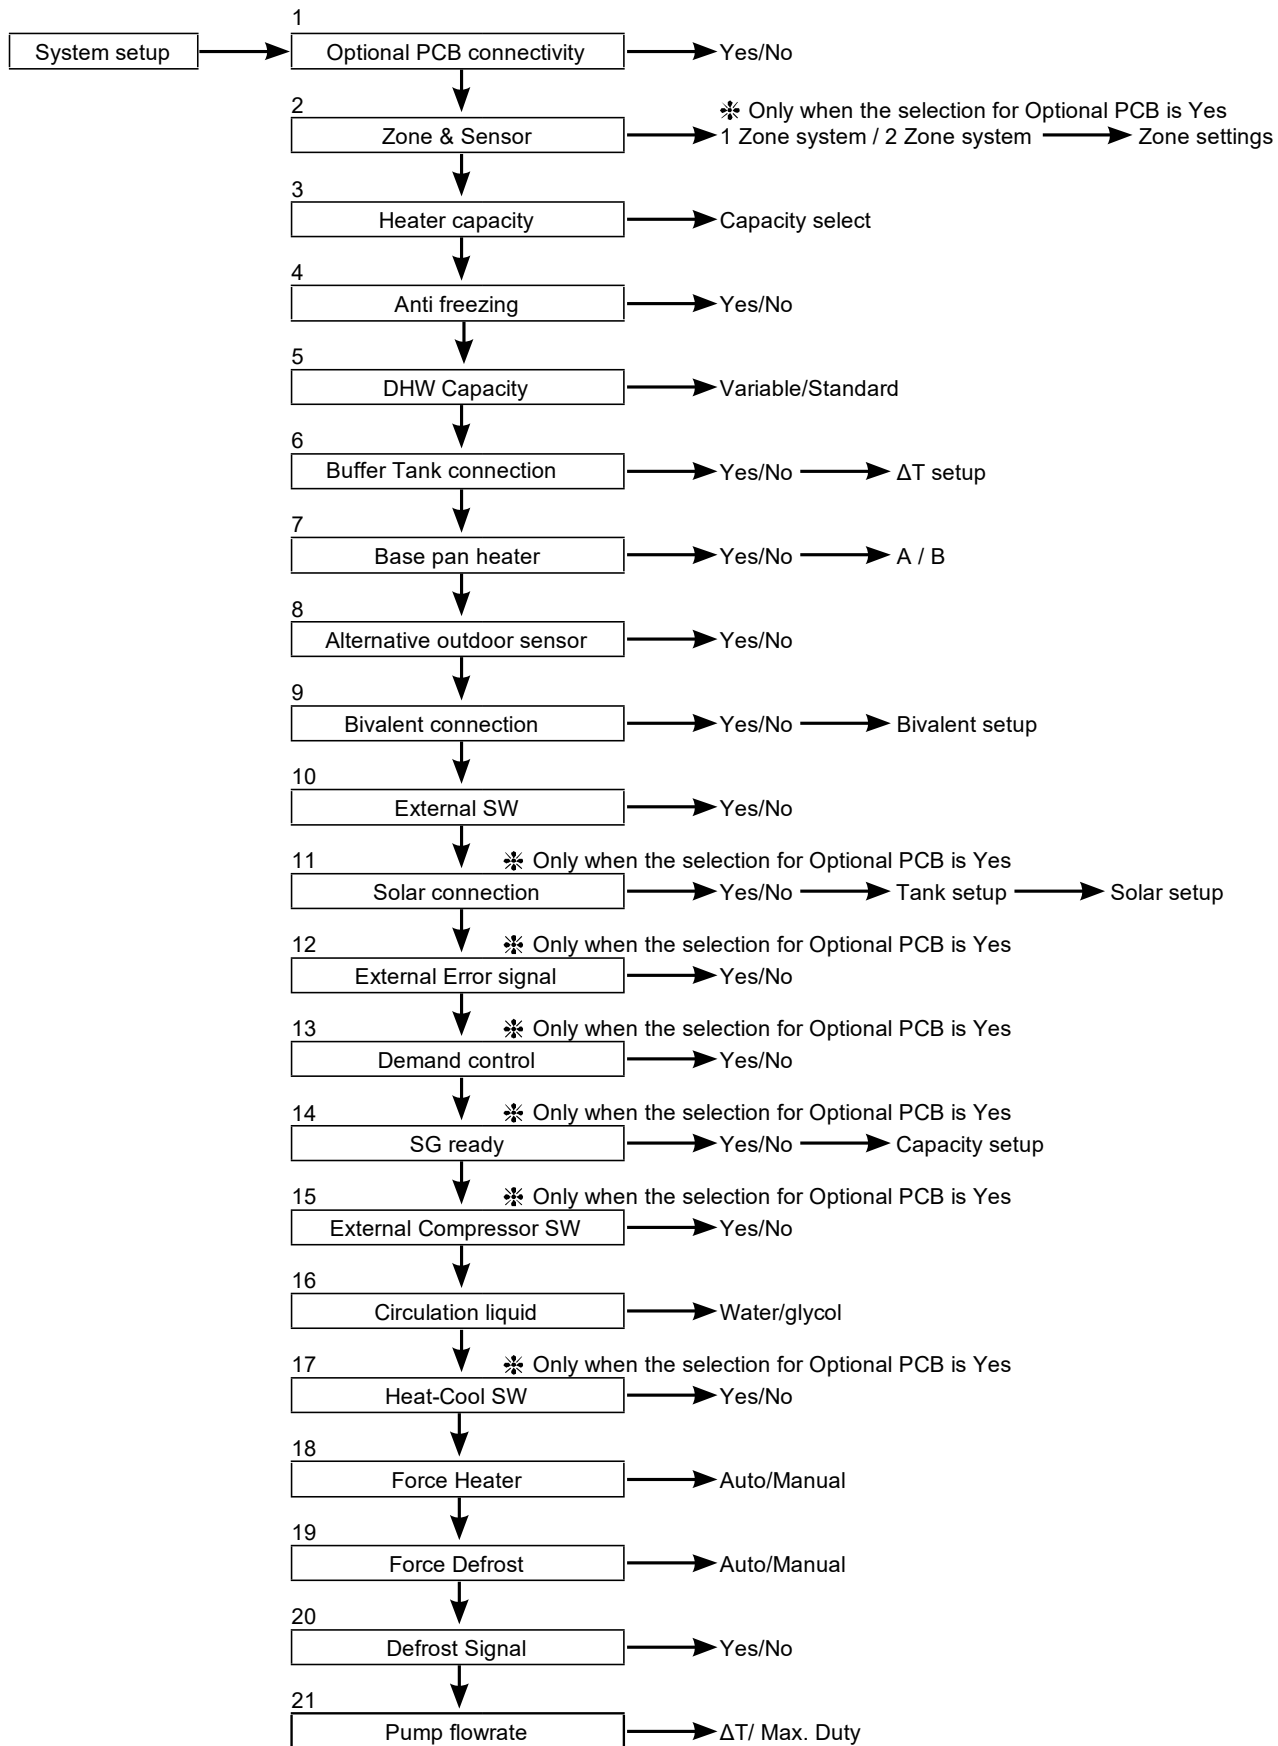 1
System setup Optional PCB connectivity Yes/No
2
❉ Only when the selection for Optional PCB is Yes
Zone & Sensor 1 Zone system / 2 Zone system Zone settings
3
Heater capacity Capacity select
4
Anti freezing Yes/No
5
DHW Capacity Variable/Standard
6
Buffer Tank connection Yes/No ΔT setup
7
Base pan heater Yes/No A / B
8
Alternative outdoor sensor Yes/No
9
Bivalent connection Yes/No Bivalent setup
10
External SW Yes/No
11 ❉ Only when the selection for Optional PCB is Yes
Solar connection Yes/No Tank setup Solar setup
12 ❉ Only when the selection for Optional PCB is Yes
External Error signal Yes/No
13 ❉ Only when the selection for Optional PCB is Yes
Demand control Yes/No
14 ❉ Only when the selection for Optional PCB is Yes
SG ready Yes/No Capacity setup
15 ❉ Only when the selection for Optional PCB is Yes
External Compressor SW Yes/No
16
Circulation liquid Water/glycol
17 ❉ Only when the selection for Optional PCB is Yes
Heat-Cool SW Yes/No
18
Force Heater Auto/Manual
19
Force Defrost Auto/Manual
20
Defrost Signal Yes/No
21
Pump flowrate ΔT/ Max. Duty